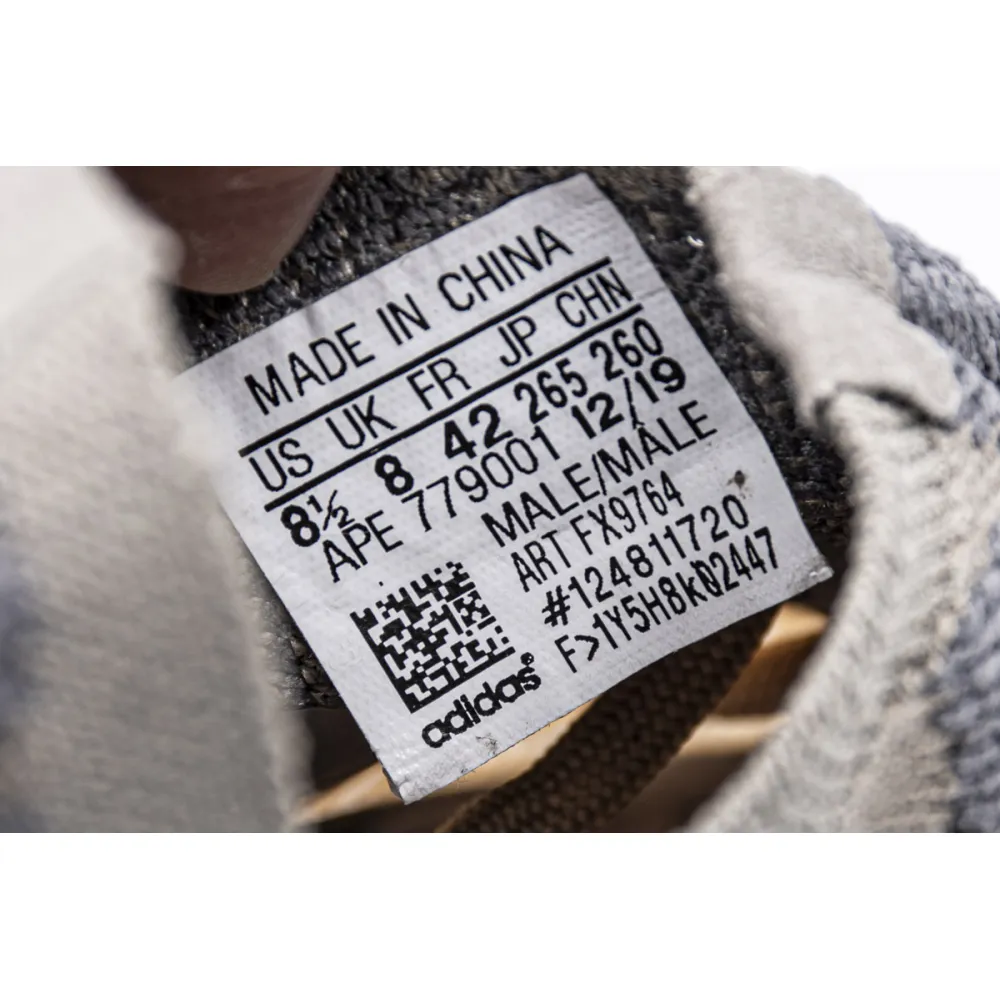 MADE IN CHINA
US UK FR JP CHN
8½ 8 42 265 260
APE 779001 12/19
MALE/MÂLE
ART FX9764
#124811720
F>1Y5H8kQ2447
adidas®